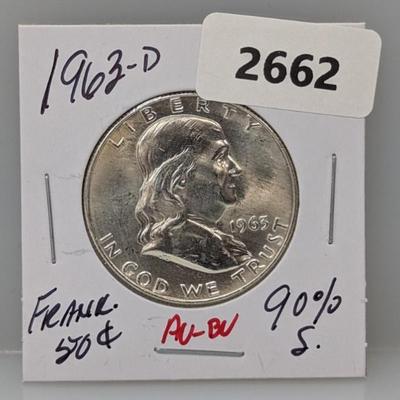 1963-D
2662
LIBERTY
1963
IN GOD WE TRUST
FRANK.
50¢
AU-BU
90%
S.